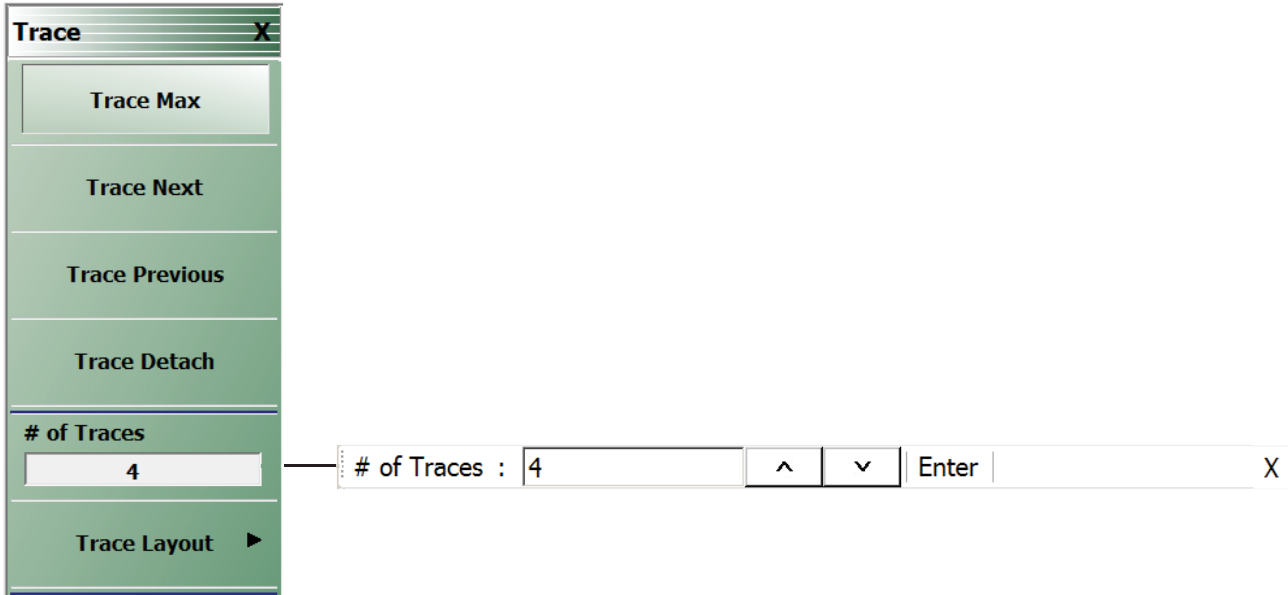 Trace X
Trace Max
Trace Next
Trace Previous
Trace Detach
# of Traces
4
# of Traces : 4 ^ v Enter X
Trace Layout ►